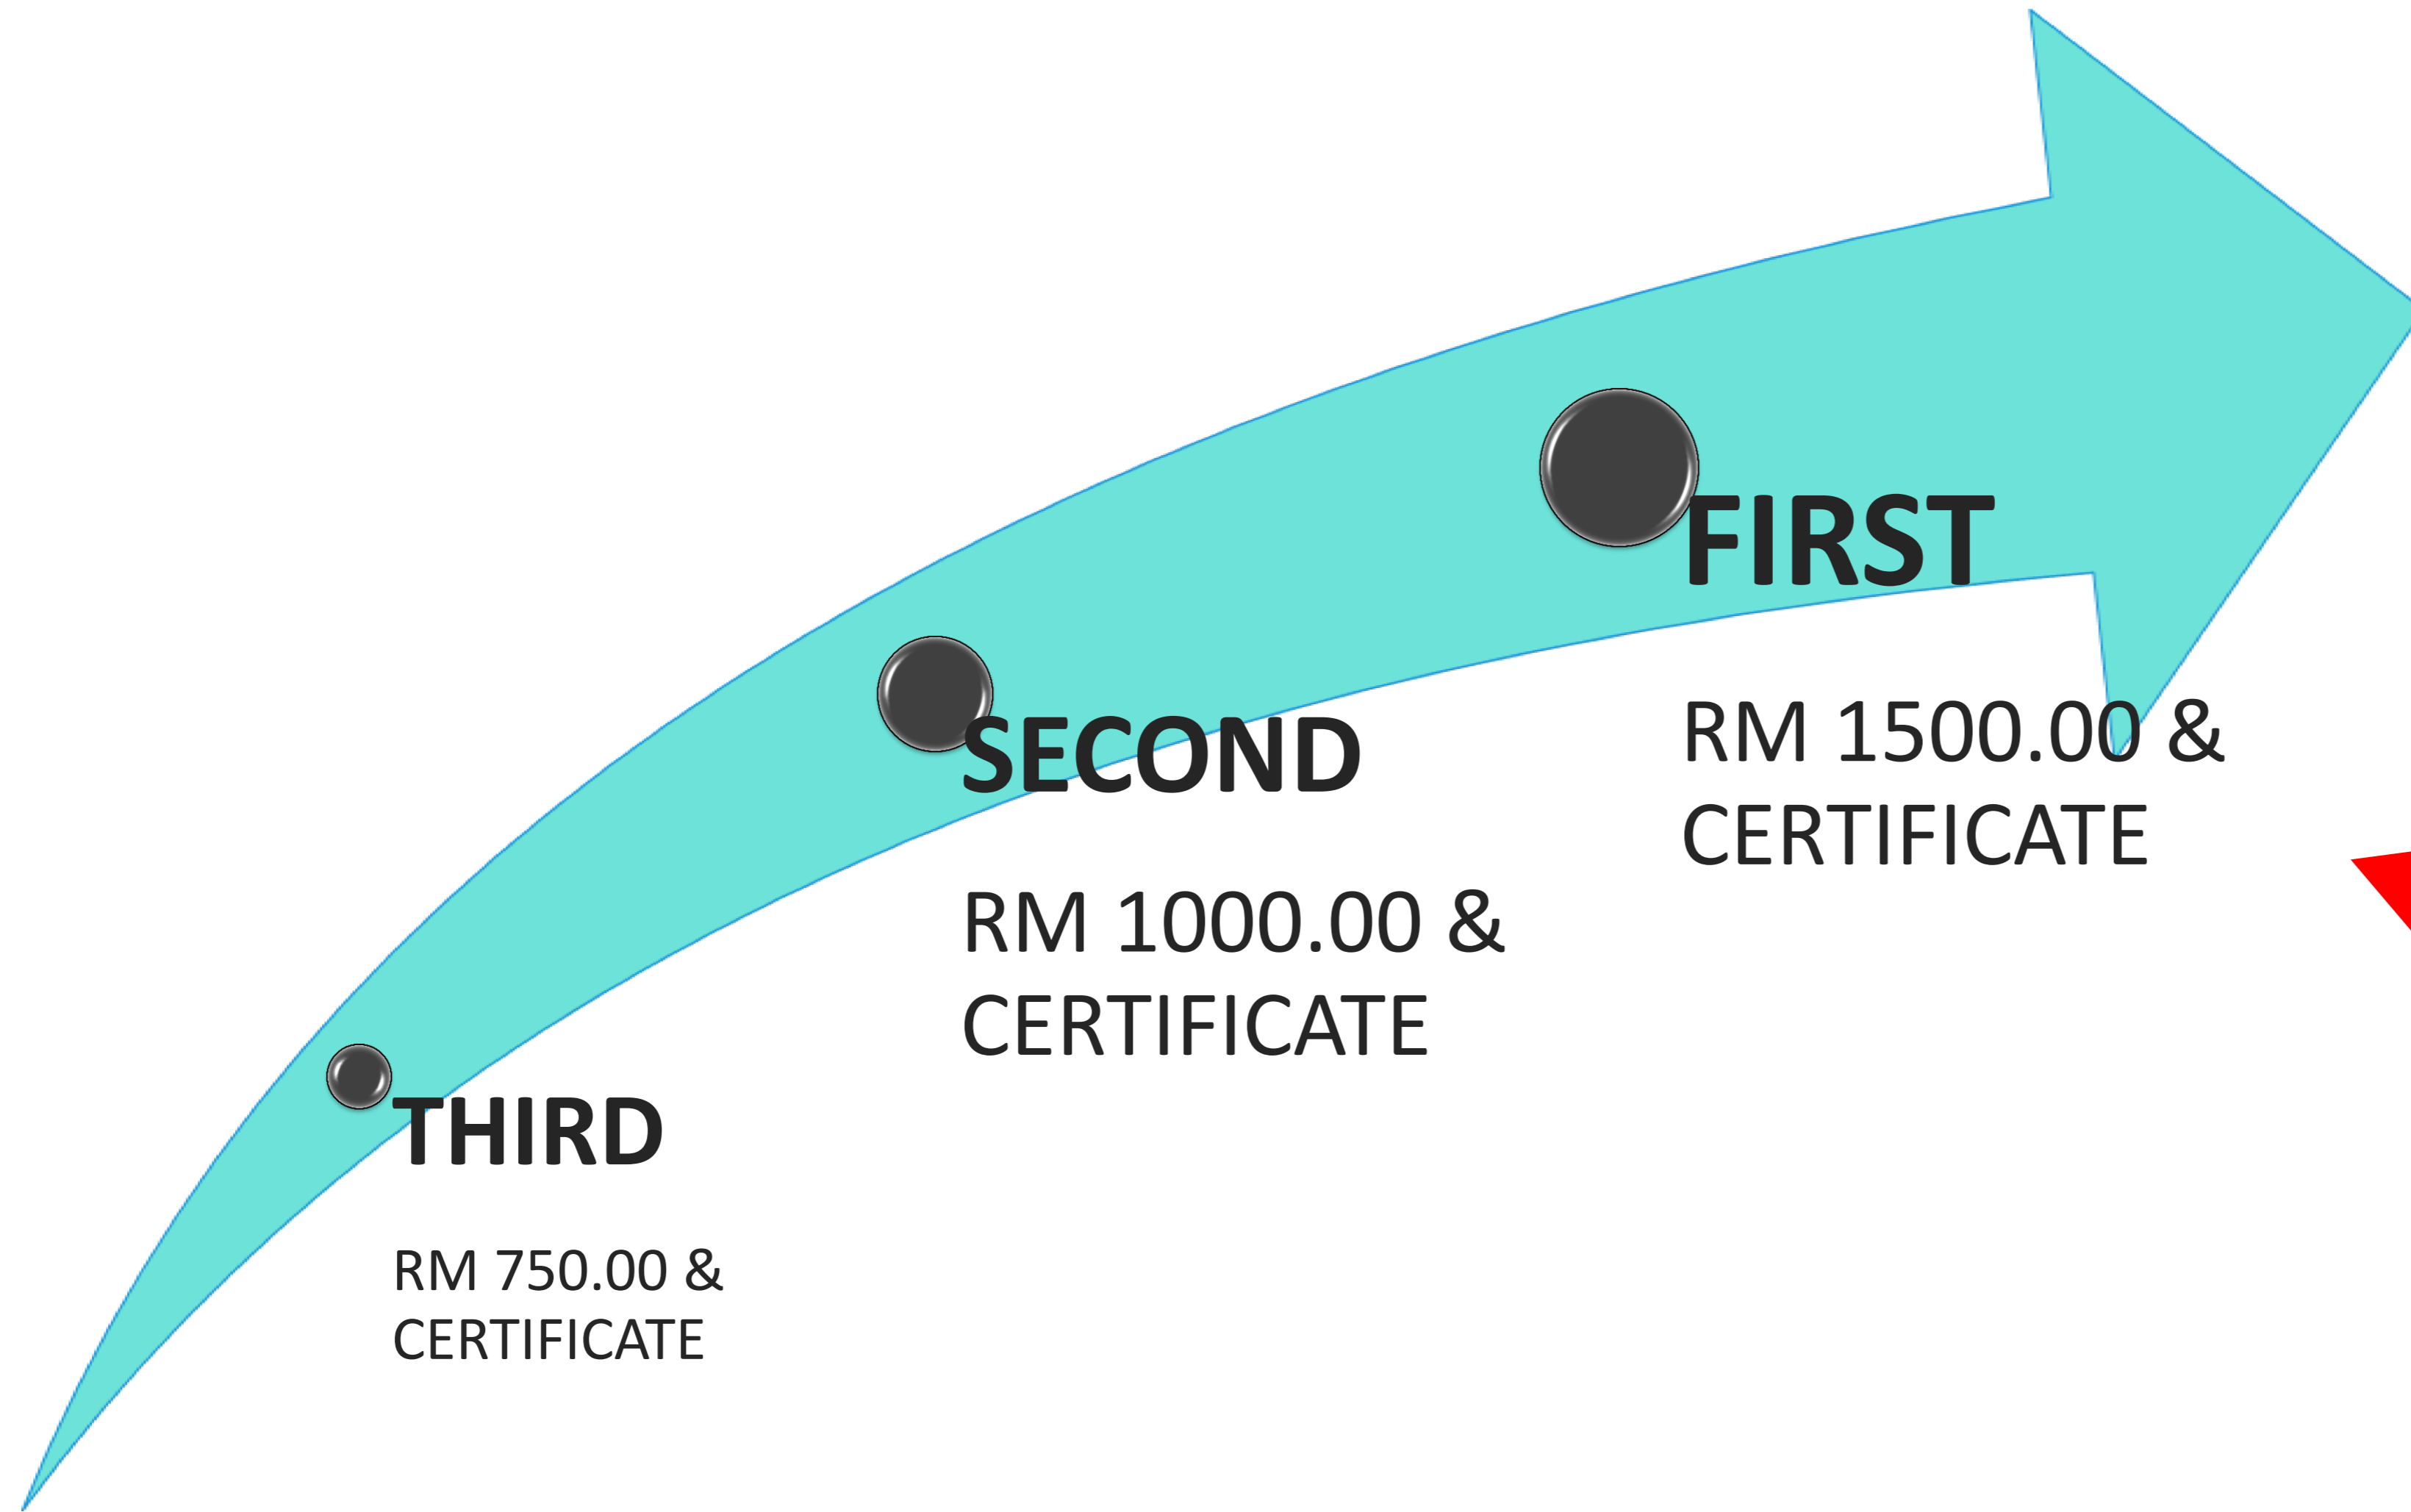 FIRST
RM 1500.00 &
CERTIFICATE
SECOND
RM 1000.00 &
CERTIFICATE
THIRD
RM 750.00 &
CERTIFICATE